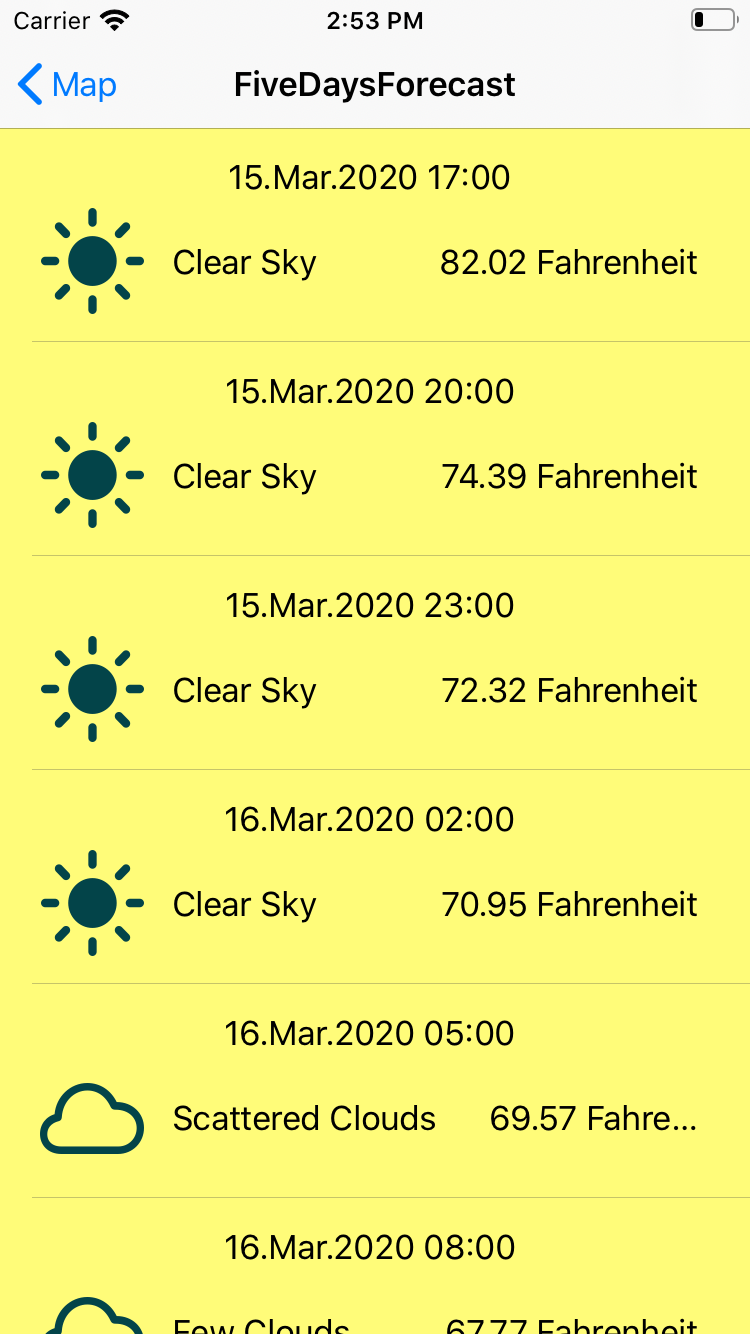 Carrier 2:53 PM
Map FiveDaysForecast
15.Mar.2020 17:00
Clear Sky 82.02 Fahrenheit
15.Mar.2020 20:00
Clear Sky 74.39 Fahrenheit
15.Mar.2020 23:00
Clear Sky 72.32 Fahrenheit
16.Mar.2020 02:00
Clear Sky 70.95 Fahrenheit
16.Mar.2020 05:00
Scattered Clouds 69.57 Fahre...
16.Mar.2020 08:00
Few Clouds 67.77 Fahrenheit